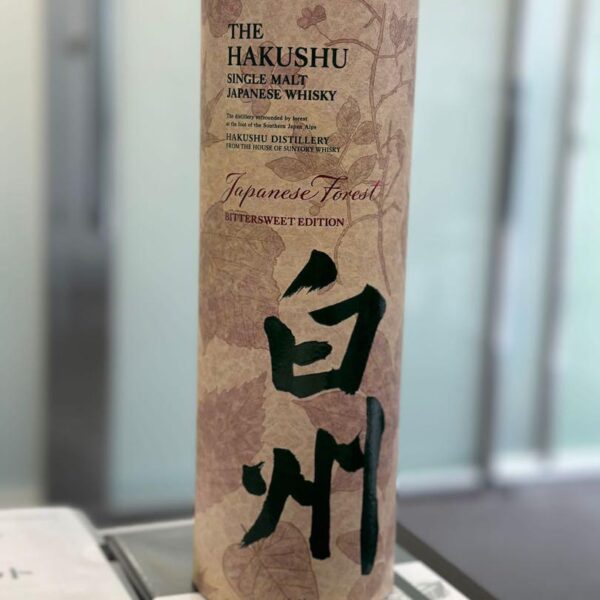 THE
HAKUSHU
SINGLE MALT
JAPANESE WHISKY
The distillery surrounded by forest
at the foot of the Southern Japan Alps
HAKUSHU DISTILLERY
FROM THE HOUSE OF SUNTORY WHISKY
Japanese Forest
BITTERSWEET EDITION
白州